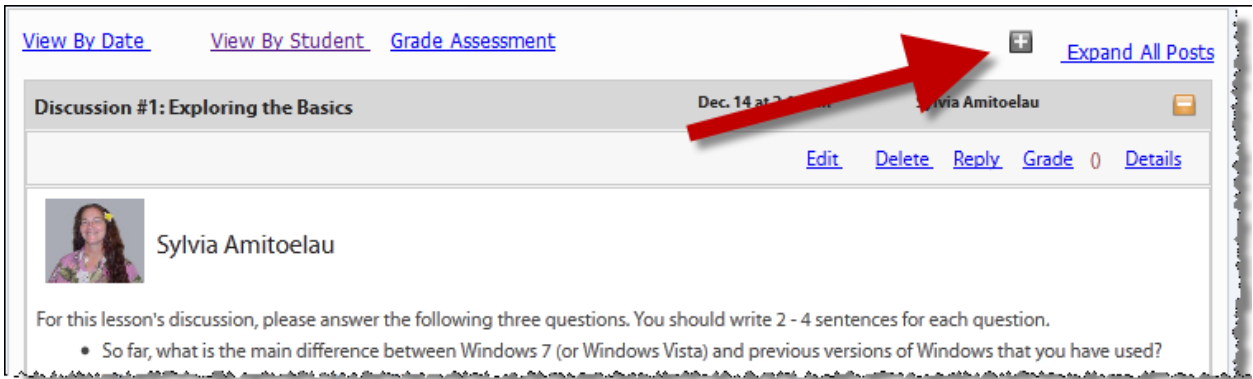 View By Date View By Student Grade Assessment Expand All Posts
Discussion #1: Exploring the Basics Dec. 14 at Sylvia Amitoelau
Edit Delete Reply Grade () Details
Sylvia Amitoelau
For this lesson's discussion, please answer the following three questions. You should write 2 - 4 sentences for each question.
• So far, what is the main difference between Windows 7 (or Windows Vista) and previous versions of Windows that you have used?